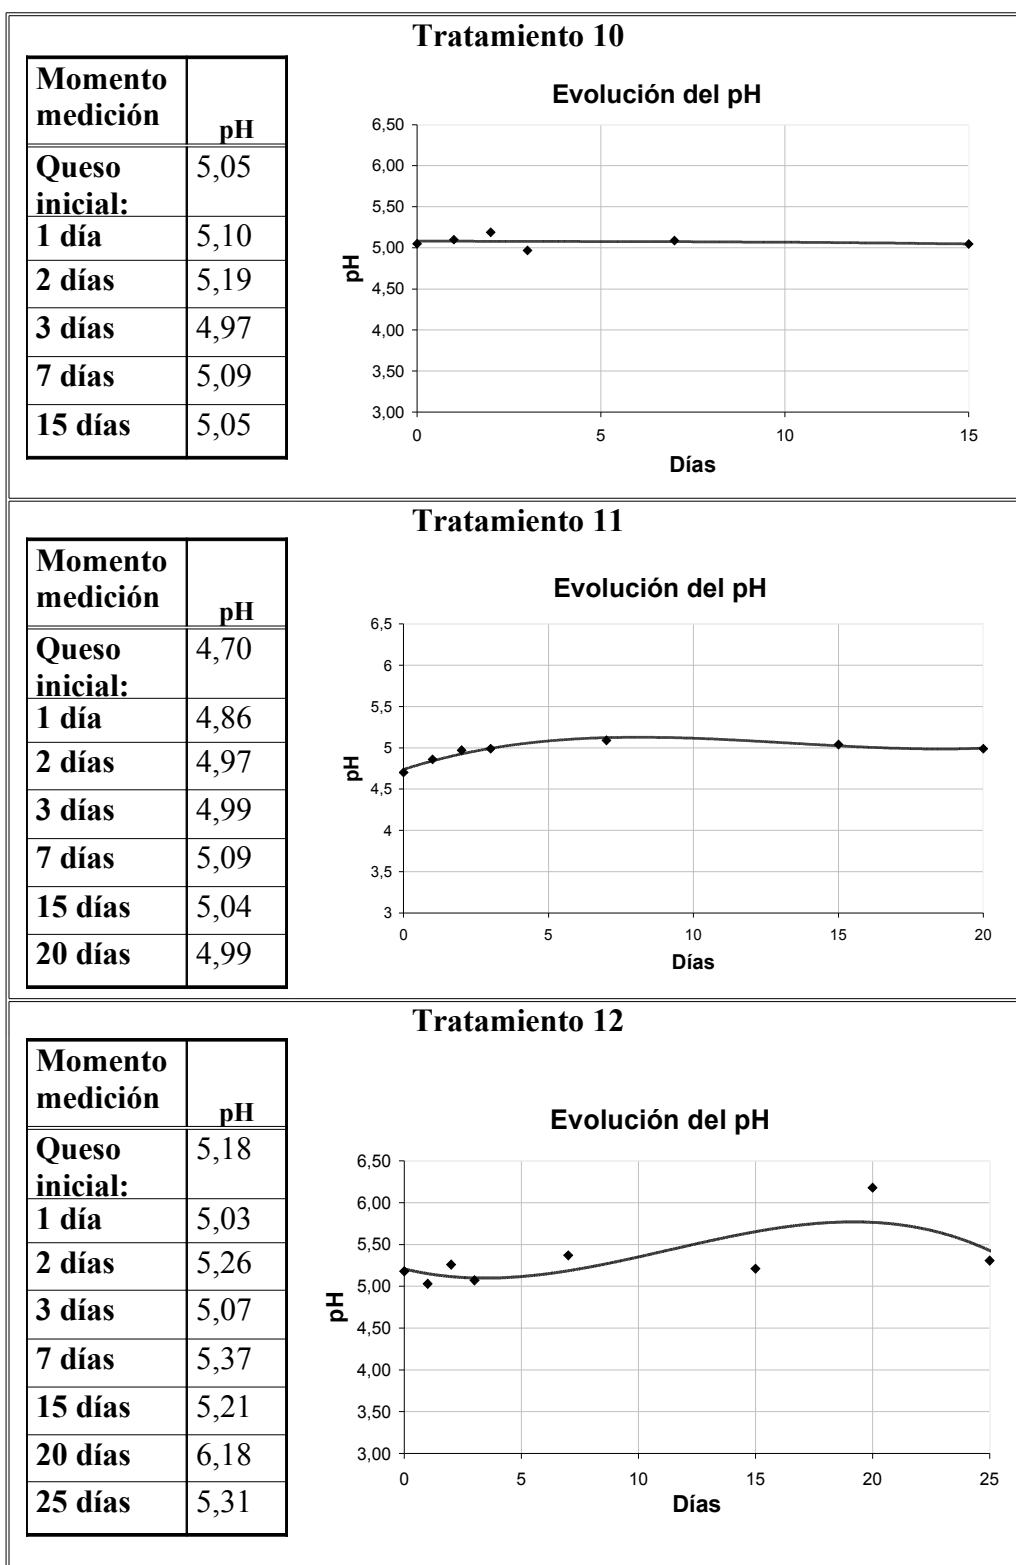 Tratamiento 10
Momento
medición
pH
Queso
inicial:
5,05
1 día 5,10
2 días 5,19
3 días 4,97
7 días 5,09
15 días 5,05
Evolución del pH
6,50
6,00
5,50
5,00
4,50
4,00
3,50
3,00
pH
0 5 10 15
Días
Tratamiento 11
Momento
medición
pH
Queso
inicial:
4,70
1 día 4,86
2 días 4,97
3 días 4,99
7 días 5,09
15 días 5,04
20 días 4,99
Evolución del pH
6,5
6
5,5
5
4,5
4
3,5
3
pH
0 5 10 15 20
Días
Tratamiento 12
Momento
medición
pH
Queso
inicial:
5,18
1 día 5,03
2 días 5,26
3 días 5,07
7 días 5,37
15 días 5,21
20 días 6,18
25 días 5,31
Evolución del pH
6,50
6,00
5,50
5,00
4,50
4,00
3,50
3,00
pH
0 5 10 15 20 25
Días